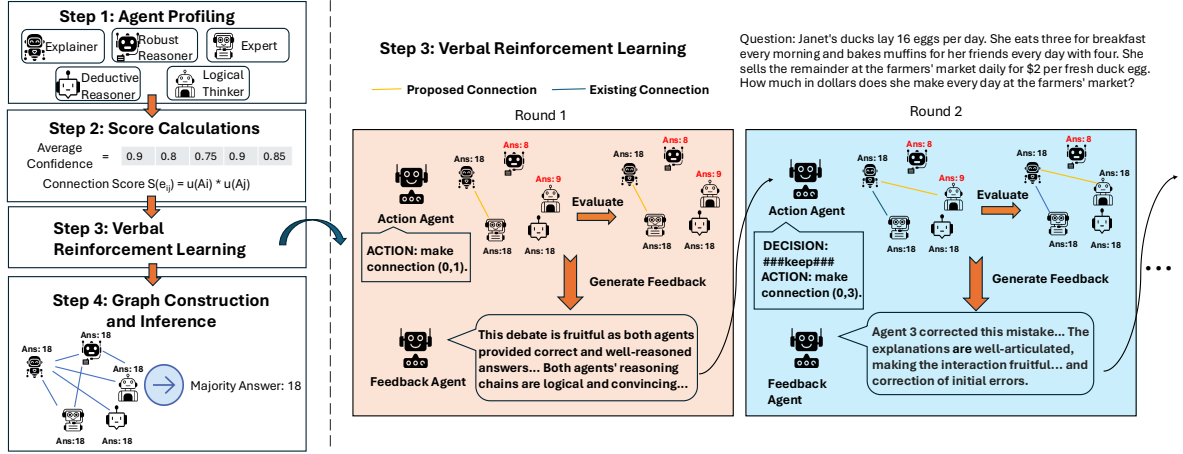 Step 1: Agent Profiling
Explainer
Robust
Reasoner
Expert
Deductive
Reasoner
Logical
Thinker
Step 2: Score Calculations
Average
Confidence
=
0.9 0.8 0.75 0.9 0.85
Connection Score S(eij) = u(Ai) * u(Aj)
Step 3: Verbal
Reinforcement Learning
Step 4: Graph Construction
and Inference
Ans: 18
Ans: 18
Ans: 18
Ans:18
Ans: 18
Majority Answer: 18
Step 3: Verbal Reinforcement Learning
Proposed Connection
Existing Connection
Question: Janet's ducks lay 16 eggs per day. She eats three for breakfast
every morning and bakes muffins for her friends every day with four. She
sells the remainder at the farmers' market daily for $2 per fresh duck egg.
How much in dollars does she make every day at the farmers' market?
Round 1
Action Agent
ACTION: make
connection (0,1).
Ans: 18
Ans: 8
Ans: 9
Ans:18
Ans: 18
Evaluate
Ans: 18
Ans: 8
Ans: 9
Ans:18
Ans: 18
Generate Feedback
Feedback Agent
This debate is fruitful as both agents
provided correct and well-reasoned
answers... Both agents' reasoning
chains are logical and convincing...
Round 2
Action Agent
DECISION:
###keep###
ACTION: make
connection (0,3).
Ans: 18
Ans: 8
Ans: 9
Ans:18
Ans: 18
Evaluate
Ans: 18
Ans: 8
Ans: 18
Ans:18
Ans: 18
Generate Feedback
Feedback
Agent
Agent 3 corrected this mistake... The
explanations are well-articulated,
making the interaction fruitful... and
correction of initial errors.
...